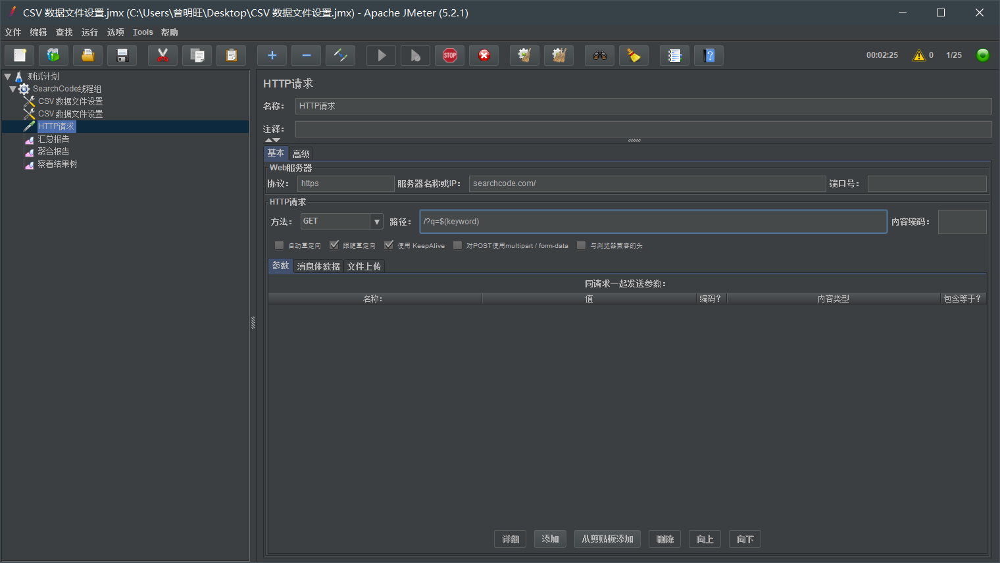 CSV 数据文件设置.jmx (C:\Users\曾明旺\Desktop\CSV 数据文件设置.jmx) - Apache JMeter (5.2.1)
文件 编辑 查找 运行 选项 Tools 帮助
STOP 00:02:25 0 1/25
测试计划
SearchCode线程组
CSV 数据文件设置
CSV 数据文件设置
HTTP请求
汇总报告
聚合报告
察看结果树
HTTP请求
名称: HTTP请求
注释:
基本 高级
Web服务器
协议: https 服务器名称或IP: searchcode.com/ 端口号:
HTTP请求
方法: GET 路径: /?q=$(keyword) 内容编码:
自动重定向 跟随重定向 使用 KeepAlive 对POST使用multipart / form-data 与浏览器兼容的头
参数 消息体数据 文件上传
同请求一起发送参数:
名称: 值 编码? 内容类型 包含等于?
详细 添加 从剪贴板添加 删除 向上 向下